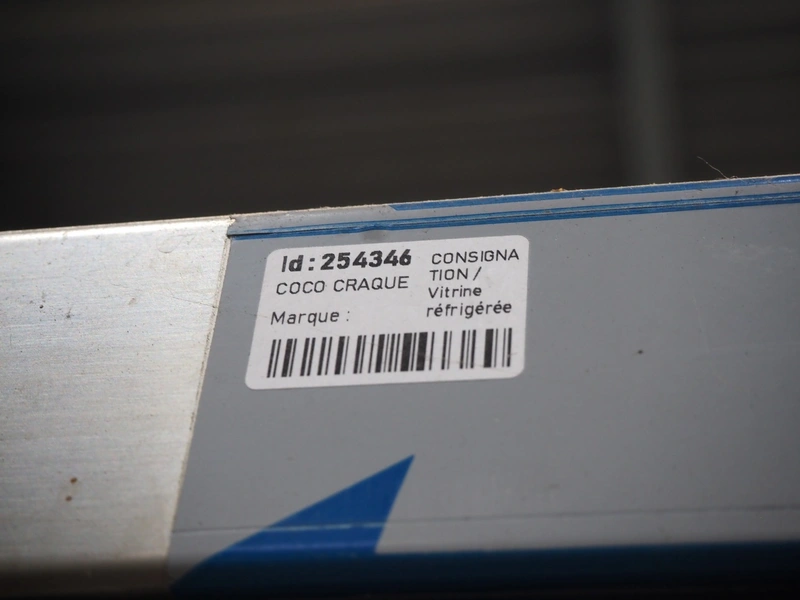 Id : 254346
COCO CRAQUE
Marque :
CONSIGNA
TION /
Vitrine
réfrigérée